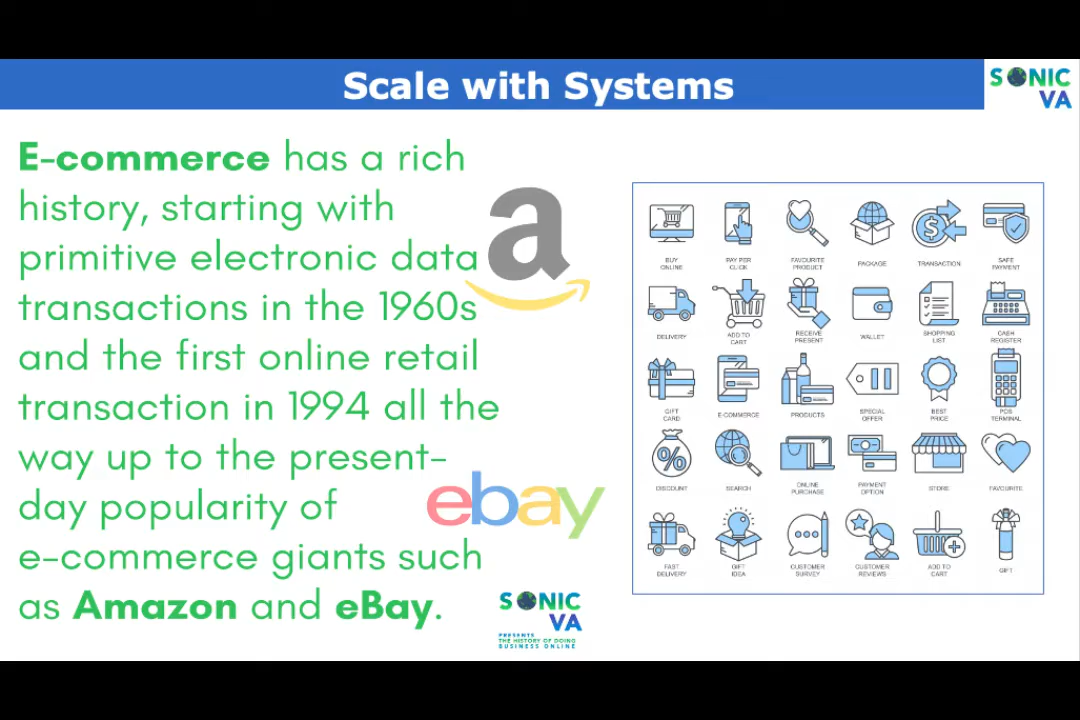 Scale with Systems
SONIC
VA
E-commerce has a rich
history, starting with
primitive electronic data
transactions in the 1960s
and the first online retail
transaction in 1994 all the
way up to the present-
day popularity of
e-commerce giants such
as Amazon and eBay.
a
ebay
SONIC
VA
PRESENTS
THE HISTORY OF DOING
BUSINESS ONLINE
BUY
ONLINE
PAY PER
CLICK
FAVOURITE
PRODUCT
PACKAGE
TRANSACTION
SAFE
PAYMENT
DELIVERY
ADD TO
CART
RECEIVE
PRESENT
WALLET
SHOPPING
LIST
CASH
REGISTER
GIFT
CARD
E-COMMERCE
PRODUCTS
SPECIAL
OFFER
BEST
PRICE
POS
TERMINAL
DISCOUNT
SEARCH
ONLINE
PURCHASE
PAYMENT
OPTION
STORE
FAVOURITE
FAST
DELIVERY
GIFT
IDEA
CUSTOMER
SURVEY
CUSTOMER
REVIEWS
ADD TO
CART
GIFT